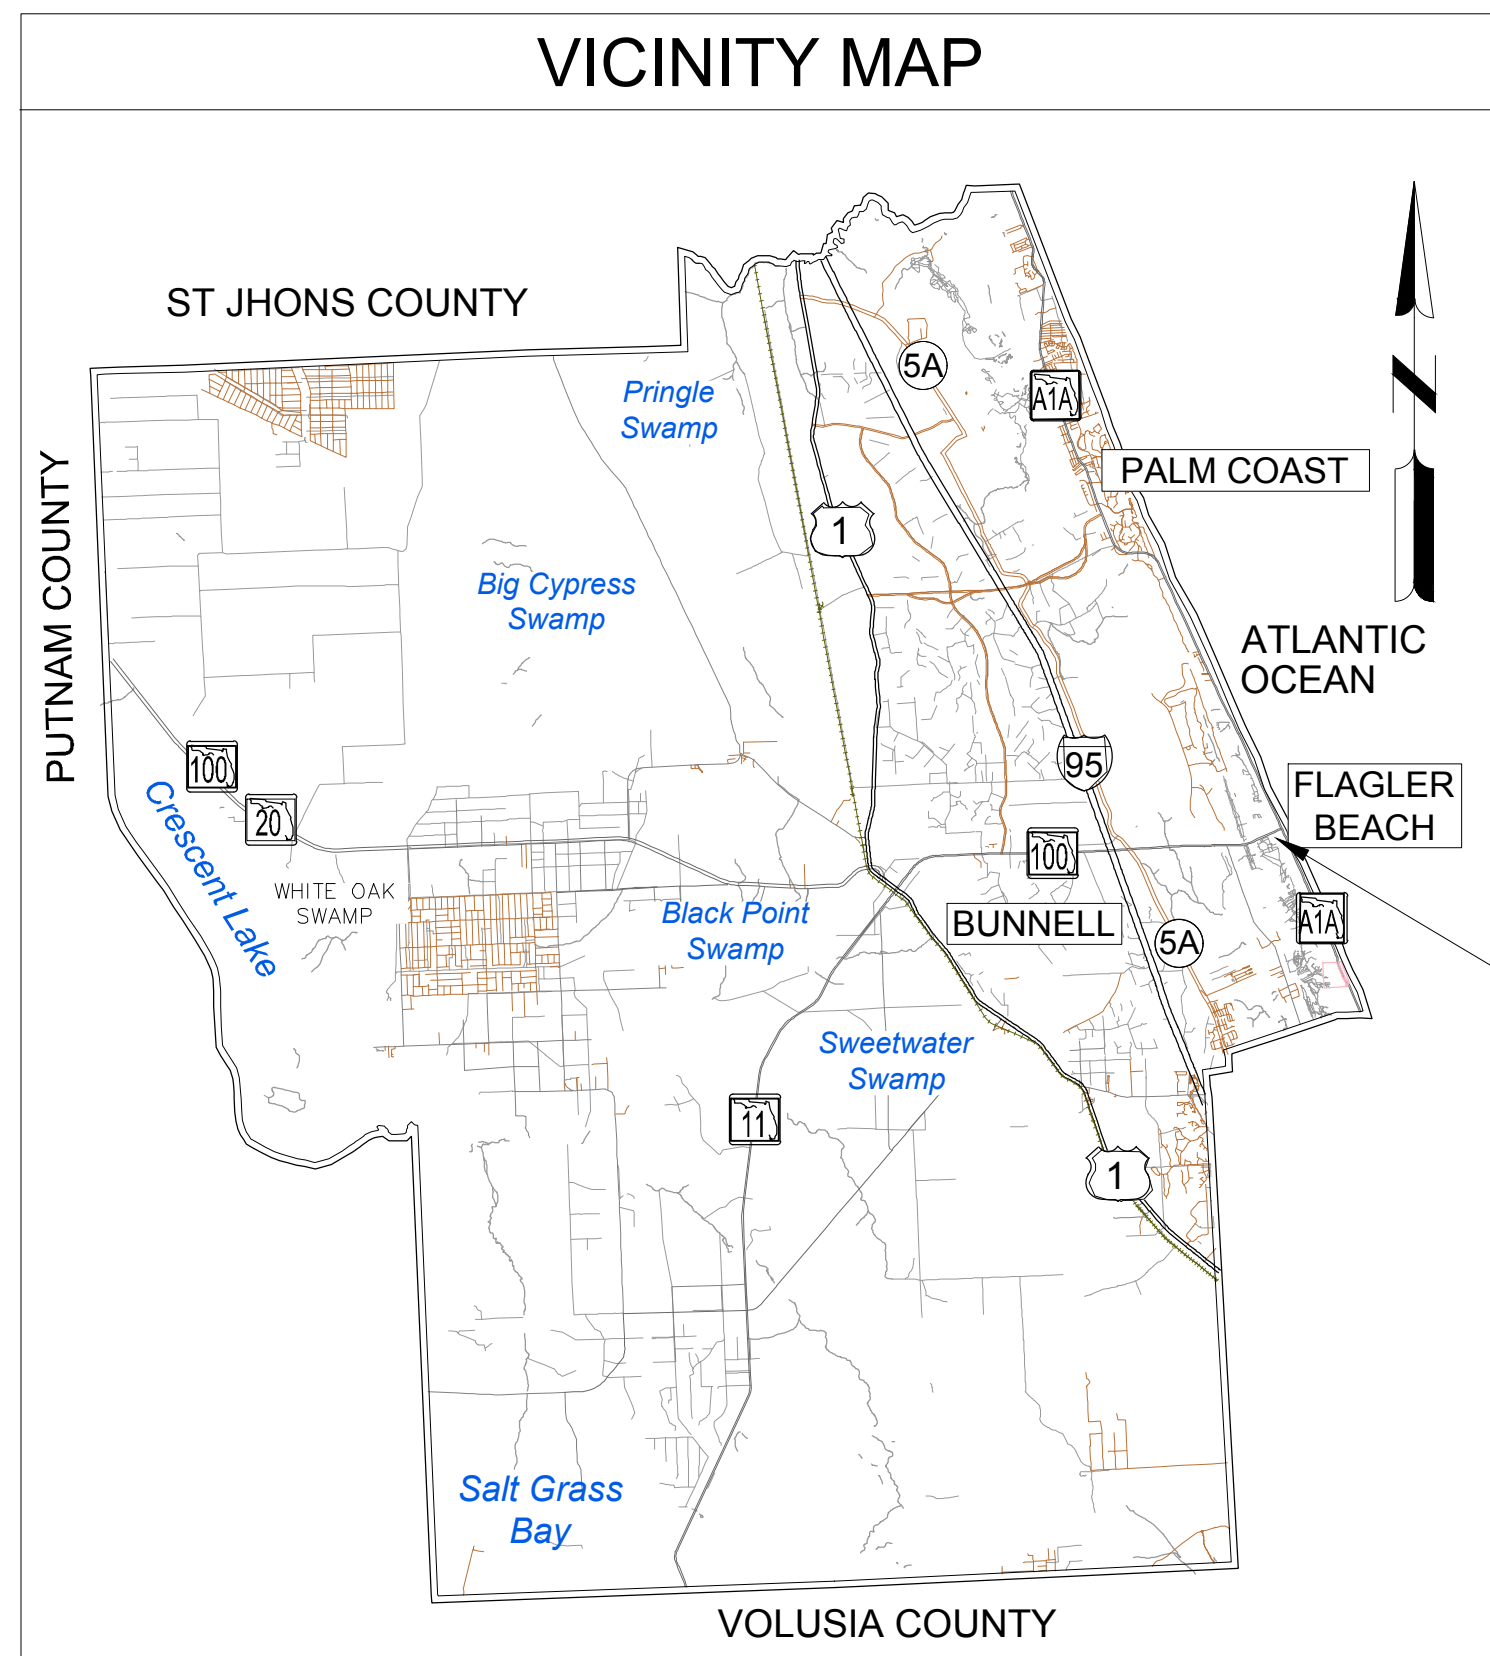 VICINITY MAP
ST JHONS COUNTY
5A
Pringle
Swamp
A1A
PALM COAST
PUTNAM COUNTY
1
Big Cypress
Swamp
ATLANTIC
OCEAN
100
95
20
FLAGLER
BEACH
Crescent Lake
100
WHITE OAK
SWAMP
Black Point
Swamp
BUNNELL
A1A
5A
Sweetwater
Swamp
11
1
Salt Grass
Bay
VOLUSIA COUNTY
N